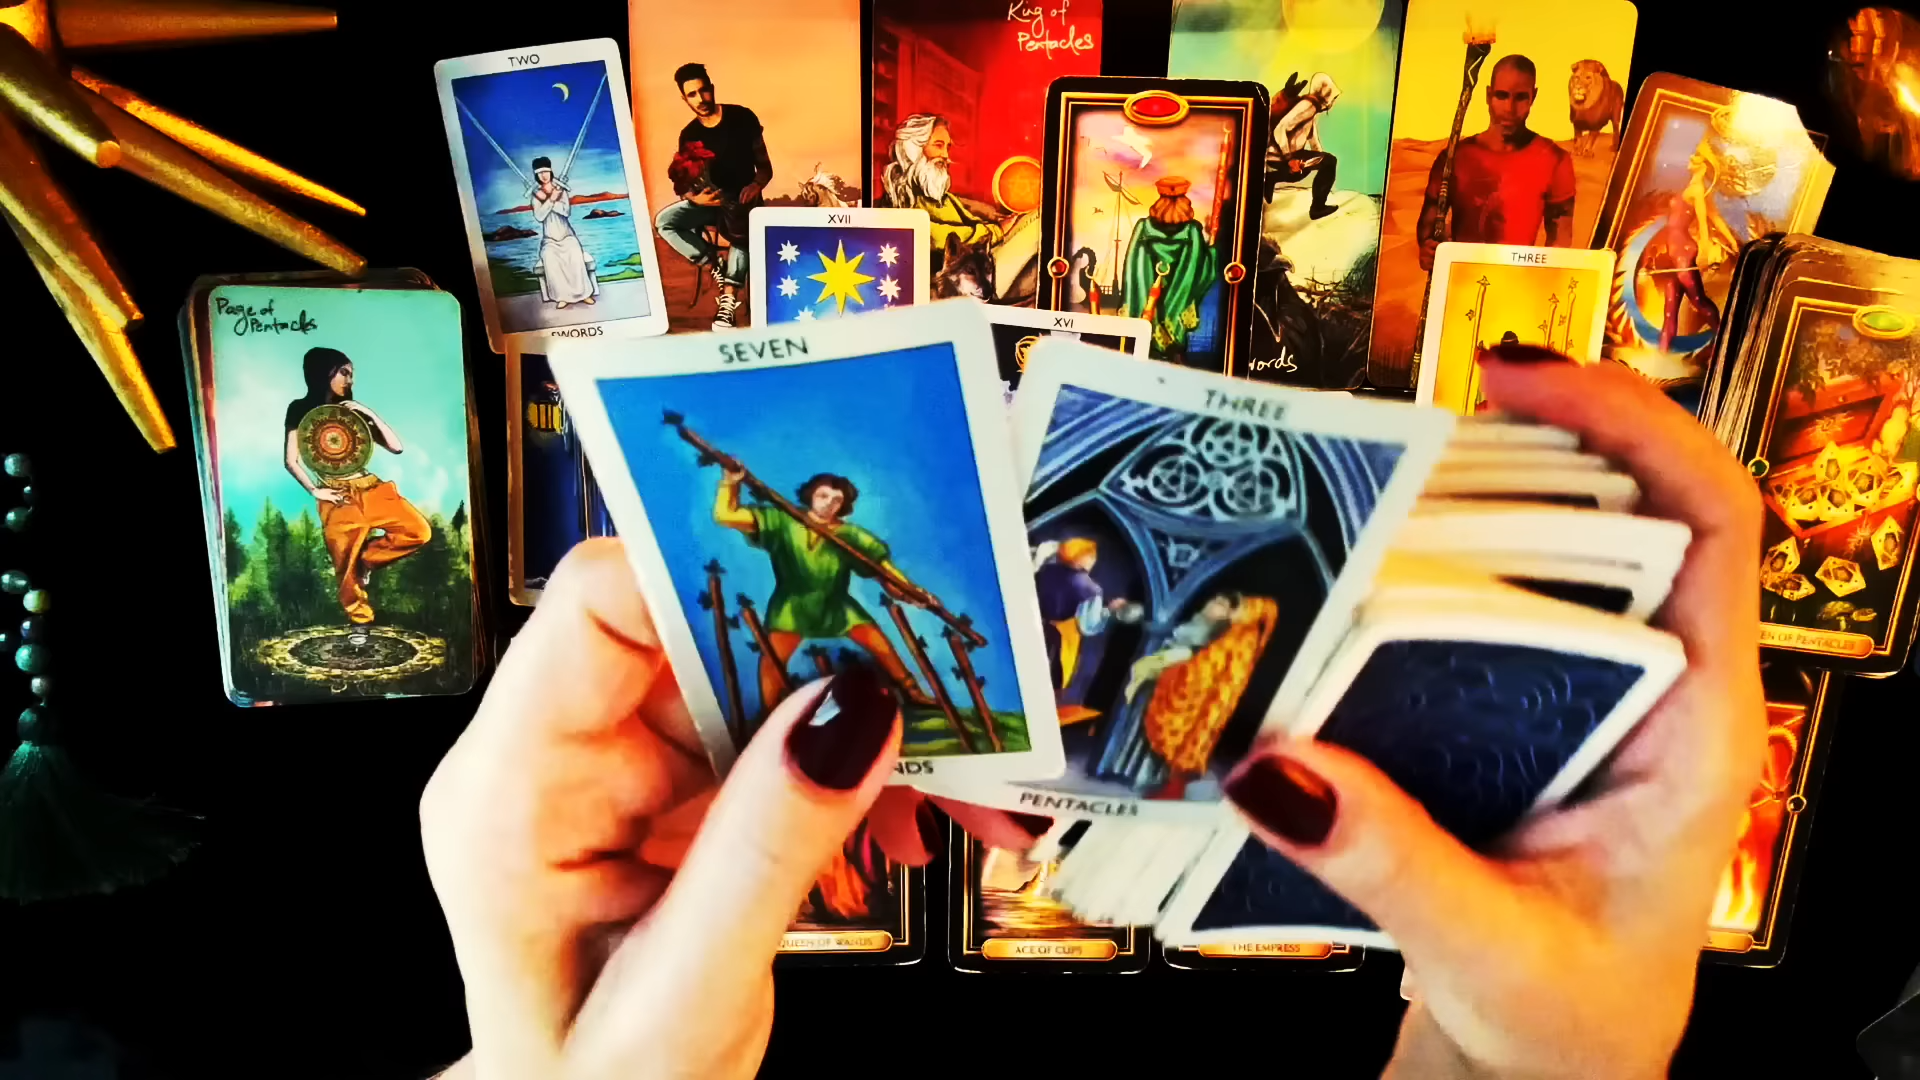 King of
Pentacles
TWO
XVII
THREE
Page of
Pentacles
SWORDS
XVI
SEVEN
THREE
PENTACLES
QUEEN OF WANDS
ACE OF CUPS
THE EMPRESS